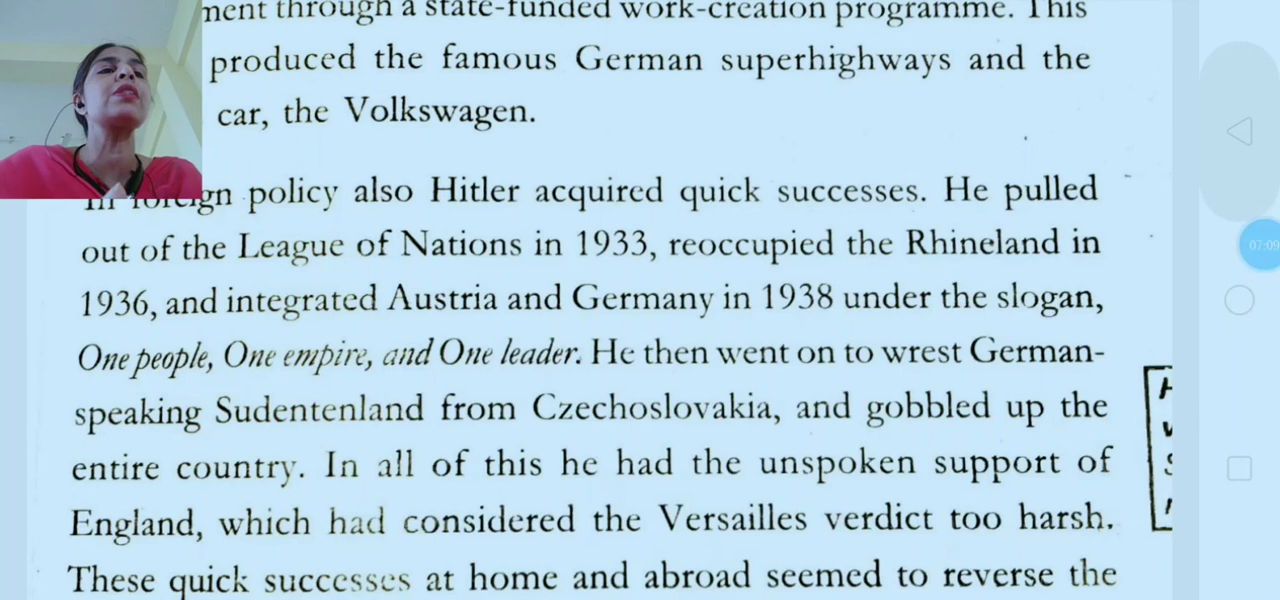 ment through a state-funded work-creation programme. This
produced the famous German superhighways and the
car, the Volkswagen.
In foreign policy also Hitler acquired quick successes. He pulled
out of the League of Nations in 1933, reoccupied the Rhineland in
1936, and integrated Austria and Germany in 1938 under the slogan,
One people, One empire, and One leader. He then went on to wrest German-
speaking Sudentenland from Czechoslovakia, and gobbled up the
entire country. In all of this he had the unspoken support of
England, which had considered the Versailles verdict too harsh.
These quick successes at home and abroad seemed to reverse the
07:09